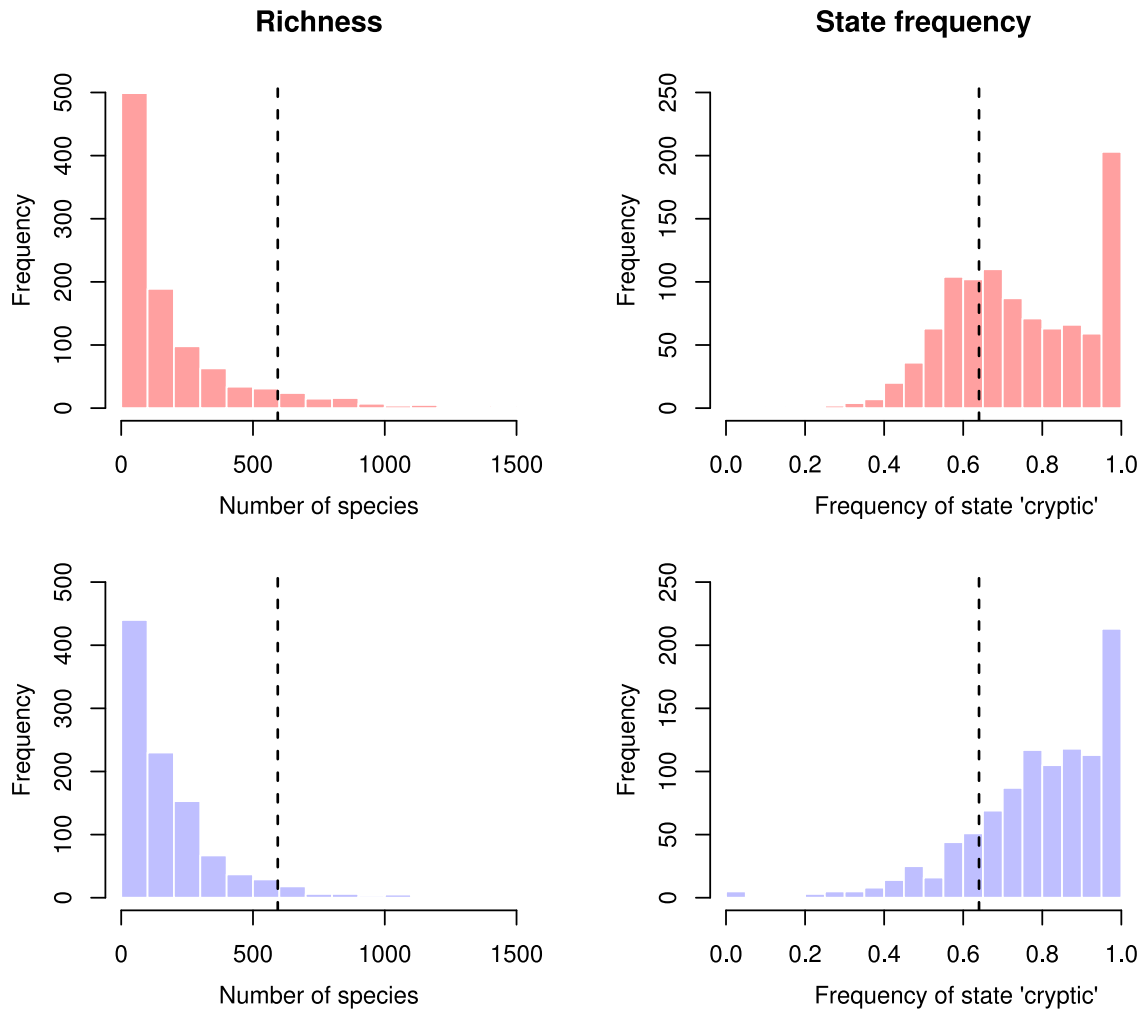 Richness
State frequency
Frequency
0 100 200 300 400 500
0 500 1000 1500
Number of species
Frequency
0 50 100 150 200 250
0.0 0.2 0.4 0.6 0.8 1.0
Frequency of state 'cryptic'
Frequency
0 100 200 300 400 500
0 500 1000 1500
Number of species
Frequency
0 50 100 150 200 250
0.0 0.2 0.4 0.6 0.8 1.0
Frequency of state 'cryptic'